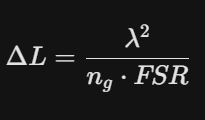 ΔL = λ² / (n_g · FSR)